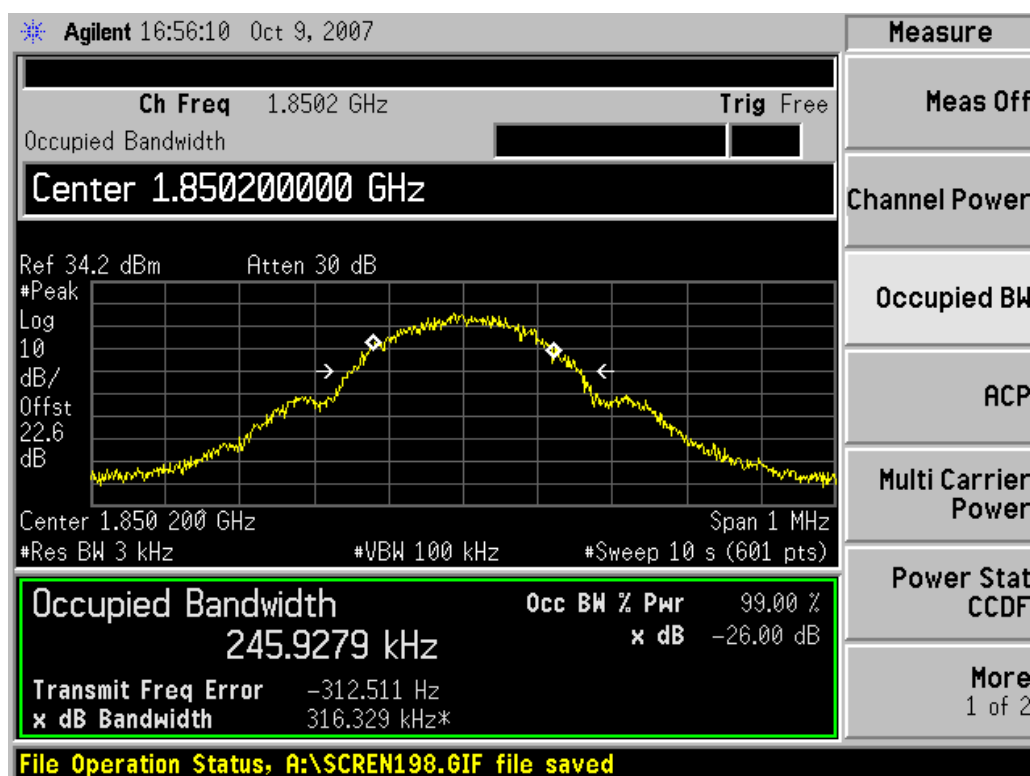 Agilent 16:56:10 Oct 9, 2007
Measure
Ch Freq 1.8502 GHz
Trig Free
Occupied Bandwidth
Center 1.850200000 GHz
Ref 34.2 dBm Atten 30 dB
#Peak
Log
10
dB/
Offst
22.6
dB
Center 1.850 200 GHz
Span 1 MHz
#Res BW 3 kHz
#VBW 100 kHz
#Sweep 10 s (601 pts)
Occupied Bandwidth
245.9279 kHz
Occ BW % Pwr 99.00 %
x dB -26.00 dB
Transmit Freq Error -312.511 Hz
x dB Bandwidth 316.329 kHz*
File Operation Status, A:\SCREN198.GIF file saved
Meas Off
Channel Power
Occupied BW
ACP
Multi Carrier
Power
Power Stat
CCDF
More
1 of 2